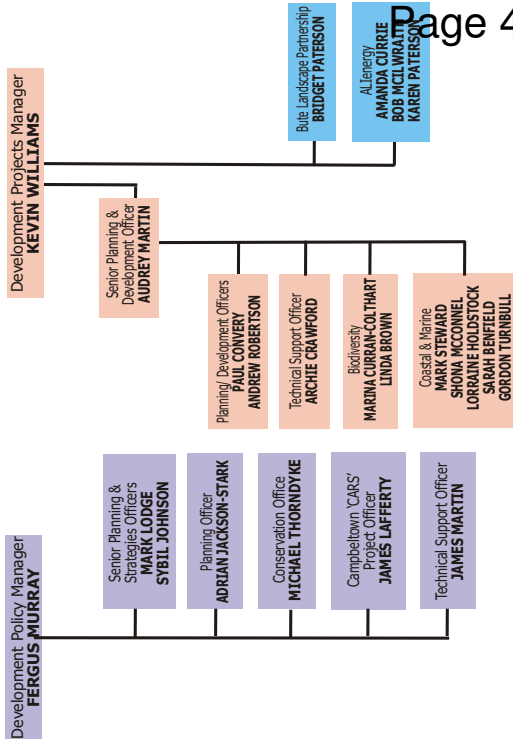 Page 4
Development Policy Manager
FERGUS MURRAY
Senior Planning &
Strategies Officers
MARK LODGE
SYBIL JOHNSON
Planning Officer
ADRIAN JACKSON-STARK
Conservation Office
MICHAEL THORNDYKE
Campbeltown ‘CARS’
Project Officer
JAMES LAFFERTY
Technical Support Officer
JAMES MARTIN
Development Projects Manager
KEVIN WILLIAMS
Senior Planning &
Development Officer
AUDREY MARTIN
Planning/ Development Officers
PAUL CONVERY
ANDREW ROBERTSON
Technical Support Officer
ARCHIE CRAWFORD
Biodiversity
MARINA CURRAN-COLTHART
LINDA BROWN
Coastal & Marine
MARK STEWARD
SHONA MCCONNEL
LORRAINE HOLDSTOCK
SARAH BENFIELD
GORDON TURNBULL
Bute Landscape Partnership
BRIDGET PATERSON
ALIenergy
AMANDA CURRIE
BOB MCILWRAITH
KAREN PATERSON